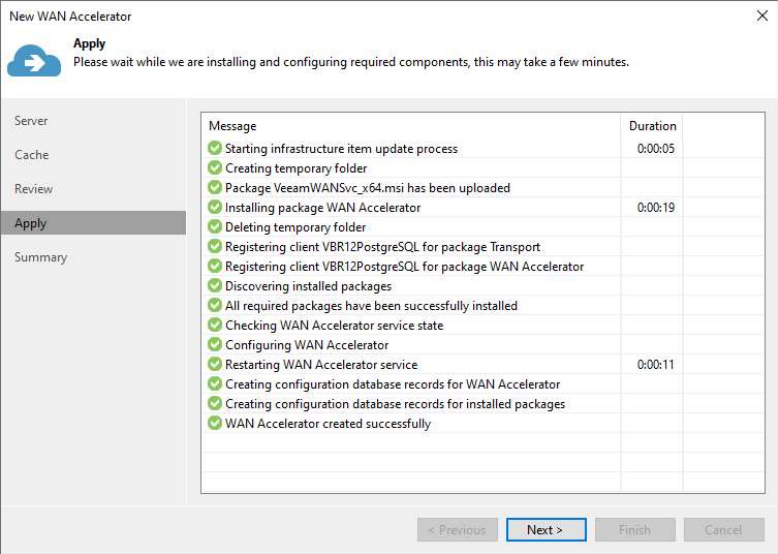 New WAN Accelerator
Apply
Please wait while we are installing and configuring required components, this may take a few minutes.
Server
Cache
Review
Apply
Summary
Message Duration
Starting infrastructure item update process 0:00:05
Creating temporary folder
Package VeeamWANSvc_x64.msi has been uploaded
Installing package WAN Accelerator 0:00:19
Deleting temporary folder
Registering client VBR12PostgreSQL for package Transport
Registering client VBR12PostgreSQL for package WAN Accelerator
Discovering installed packages
All required packages have been successfully installed
Checking WAN Accelerator service state
Configuring WAN Accelerator
Restarting WAN Accelerator service 0:00:11
Creating configuration database records for WAN Accelerator
Creating configuration database records for installed packages
WAN Accelerator created successfully
< Previous Next > Finish Cancel